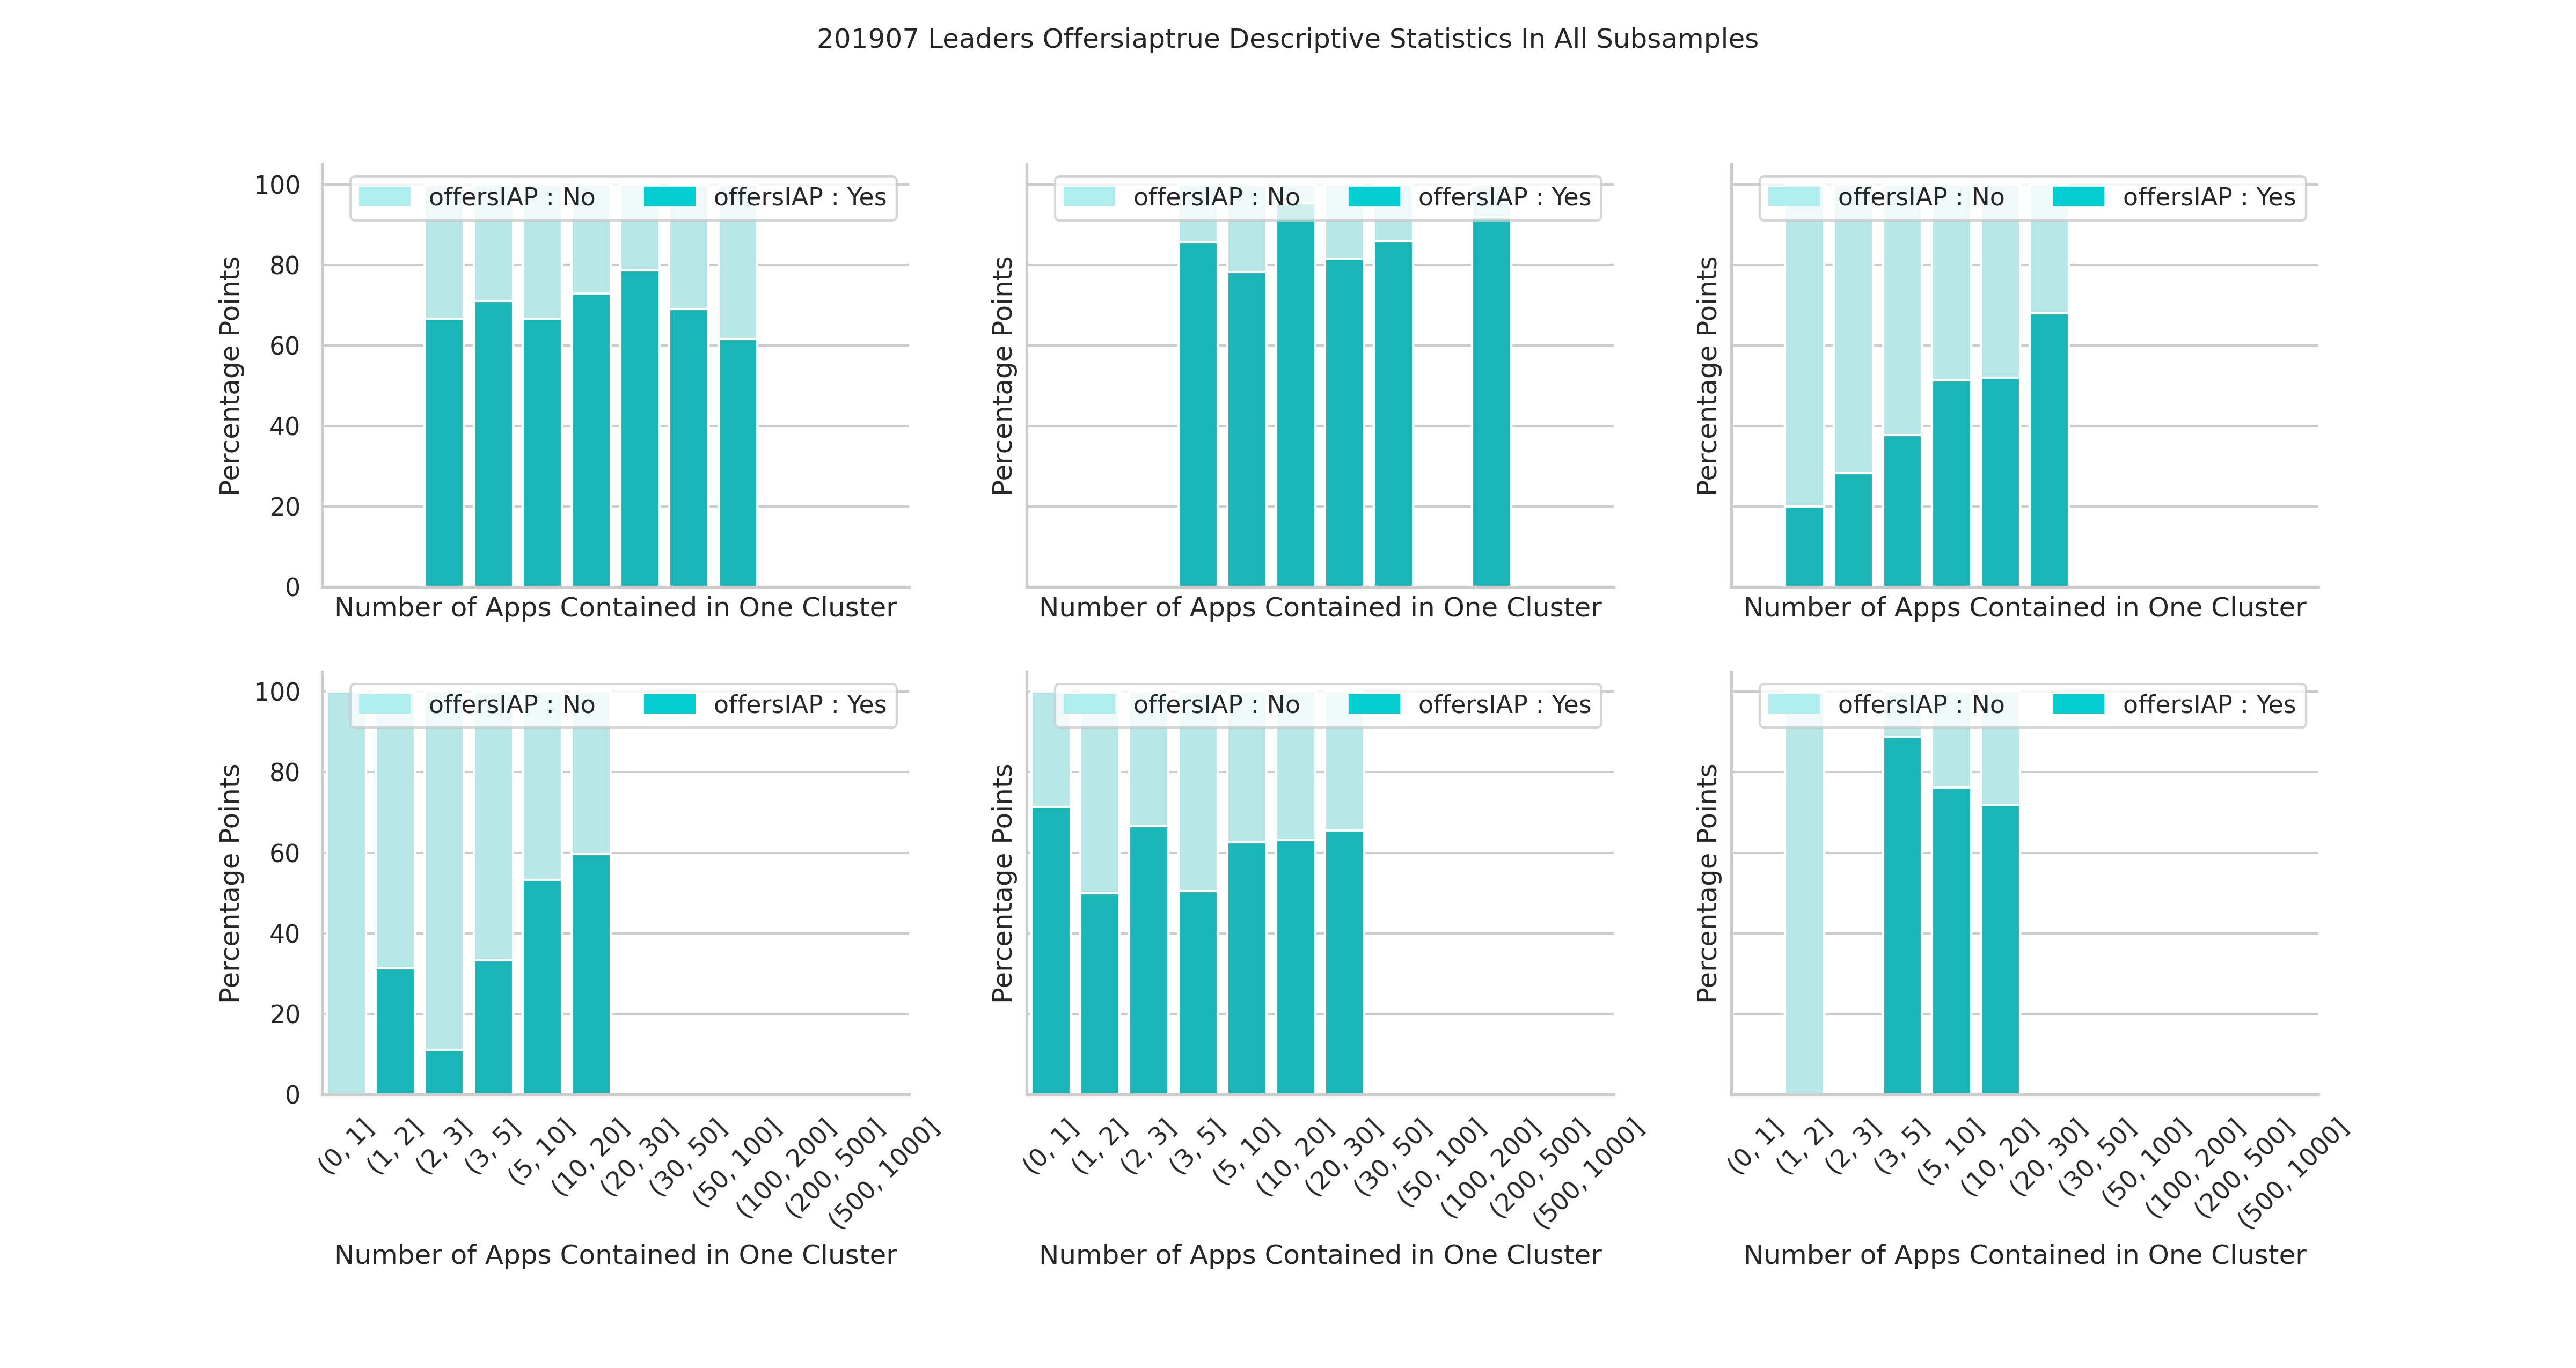 201907 Leaders Offersiaptrue Descriptive Statistics In All Subsamples
offersIAP : No offersIAP : Yes
100
80
60
40
20
0
Percentage Points
Number of Apps Contained in One Cluster
offersIAP : No offersIAP : Yes
Percentage Points
Number of Apps Contained in One Cluster
offersIAP : No offersIAP : Yes
Percentage Points
Number of Apps Contained in One Cluster
offersIAP : No offersIAP : Yes
100
80
60
40
20
0
Percentage Points
(0, 1]
(1, 2]
(2, 3]
(3, 5]
(5, 10]
(10, 20]
(20, 30]
(30, 50]
(50, 100]
(100, 200]
(200, 500]
(500, 1000]
Number of Apps Contained in One Cluster
offersIAP : No offersIAP : Yes
Percentage Points
(0, 1]
(1, 2]
(2, 3]
(3, 5]
(5, 10]
(10, 20]
(20, 30]
(30, 50]
(50, 100]
(100, 200]
(200, 500]
(500, 1000]
Number of Apps Contained in One Cluster
offersIAP : No offersIAP : Yes
Percentage Points
(0, 1]
(1, 2]
(2, 3]
(3, 5]
(5, 10]
(10, 20]
(20, 30]
(30, 50]
(50, 100]
(100, 200]
(200, 500]
(500, 1000]
Number of Apps Contained in One Cluster